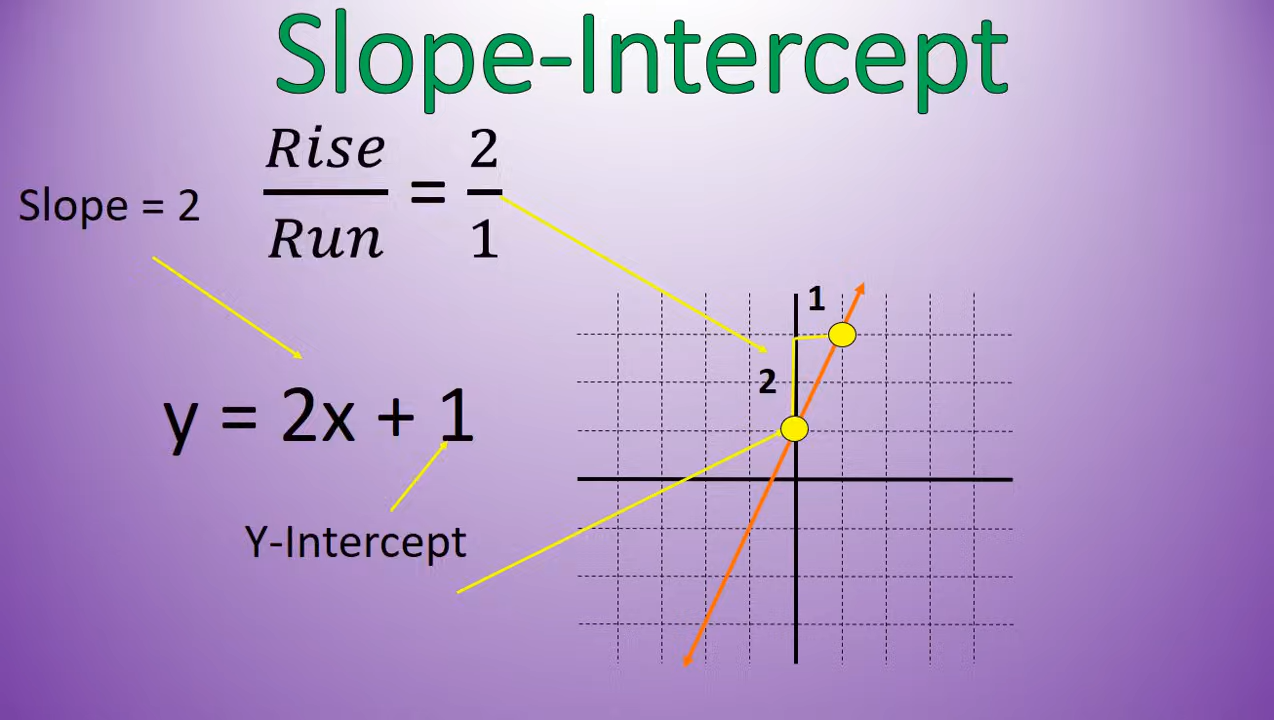 Slope-Intercept
Slope = 2
Rise
Run
=
2
1
1
2
y = 2x + 1
Y-Intercept